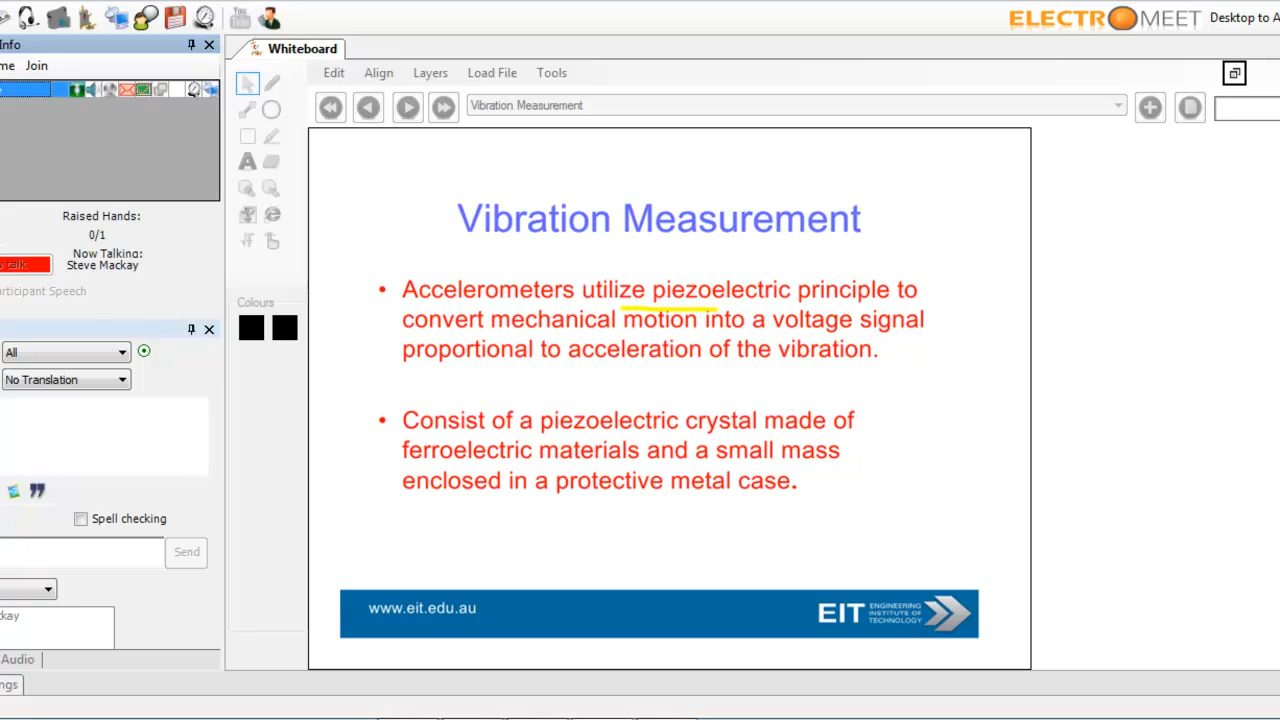 You
ELECTROMEET
Desktop to A
Info
Whiteboard
me Join
Edit Align Layers Load File Tools
Vibration Measurement
Raised Hands:
0/1
Now Talking:
Steve Mackay
talk
articipant Speech
Colours
All
No Translation
Spell checking
Send
kay
Audio
ngs
Vibration Measurement
• Accelerometers utilize piezoelectric principle to
convert mechanical motion into a voltage signal
proportional to acceleration of the vibration.
• Consist of a piezoelectric crystal made of
ferroelectric materials and a small mass
enclosed in a protective metal case.
www.eit.edu.au
EIT ENGINEERING
INSTITUTE OF
TECHNOLOGY